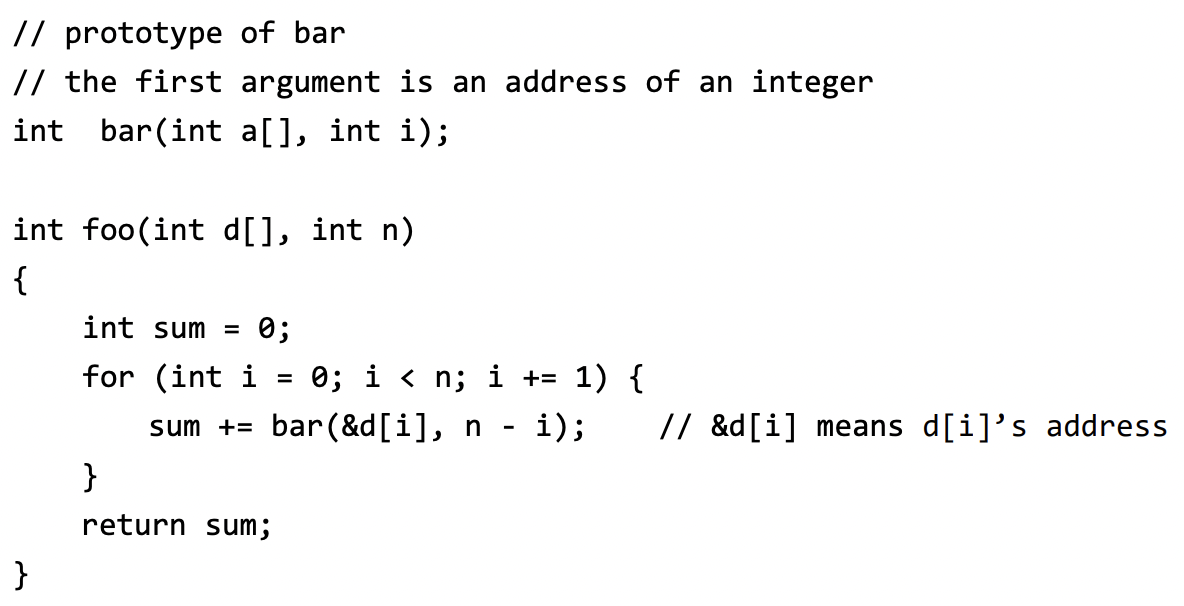 // prototype of bar
// the first argument is an address of an integer
int  bar(int a[], int i);

int foo(int d[], int n)
{
    int sum = 0;
    for (int i = 0; i < n; i += 1) {
        sum += bar(&d[i], n - i);    // &d[i] means d[i]’s address
    }
    return sum;
}